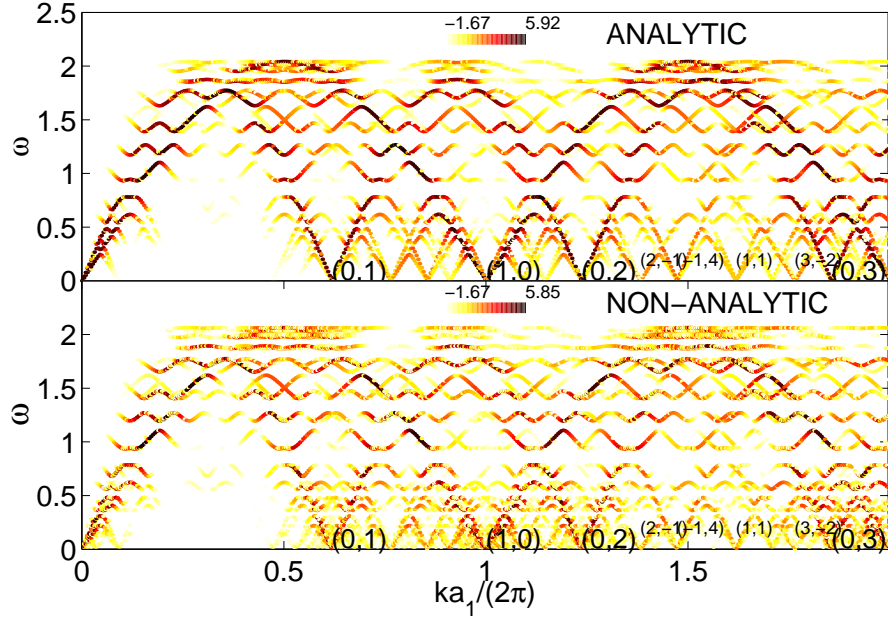 −1.67 5.92 ANALYTIC
2.5
2
1.5
ω
1
0.5
0
(0,1) (1,0) (0,2) (2,−1) (−1,4) (1,1) (3,−2) (0,3)
−1.67 5.85 NON−ANALYTIC
2
1.5
ω
1
0.5
0
(0,1) (1,0) (0,2) (2,−1) (−1,4) (1,1) (3,−2) (0,3)
0 0.5 1 1.5
ka₁/(2π)